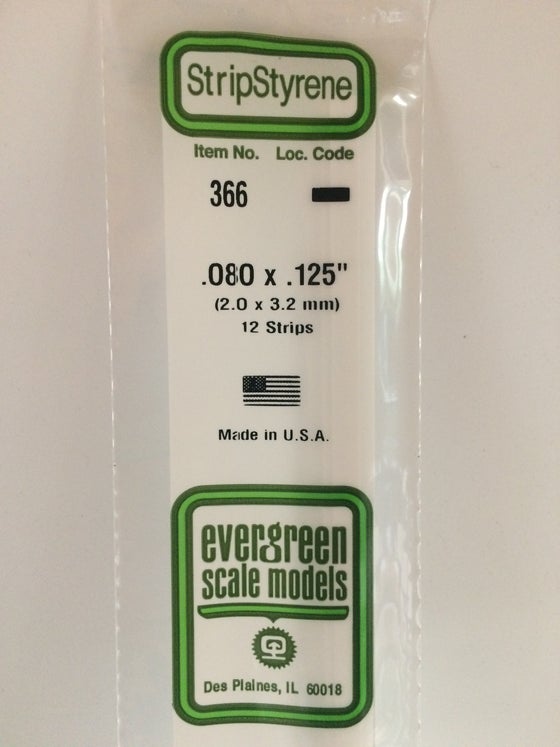 StripStyrene
Item No. Loc. Code
366
.080 x .125"
(2.0 x 3.2 mm)
12 Strips
Made in U.S.A.
evergreen
scale models
Des Plaines, IL 60018